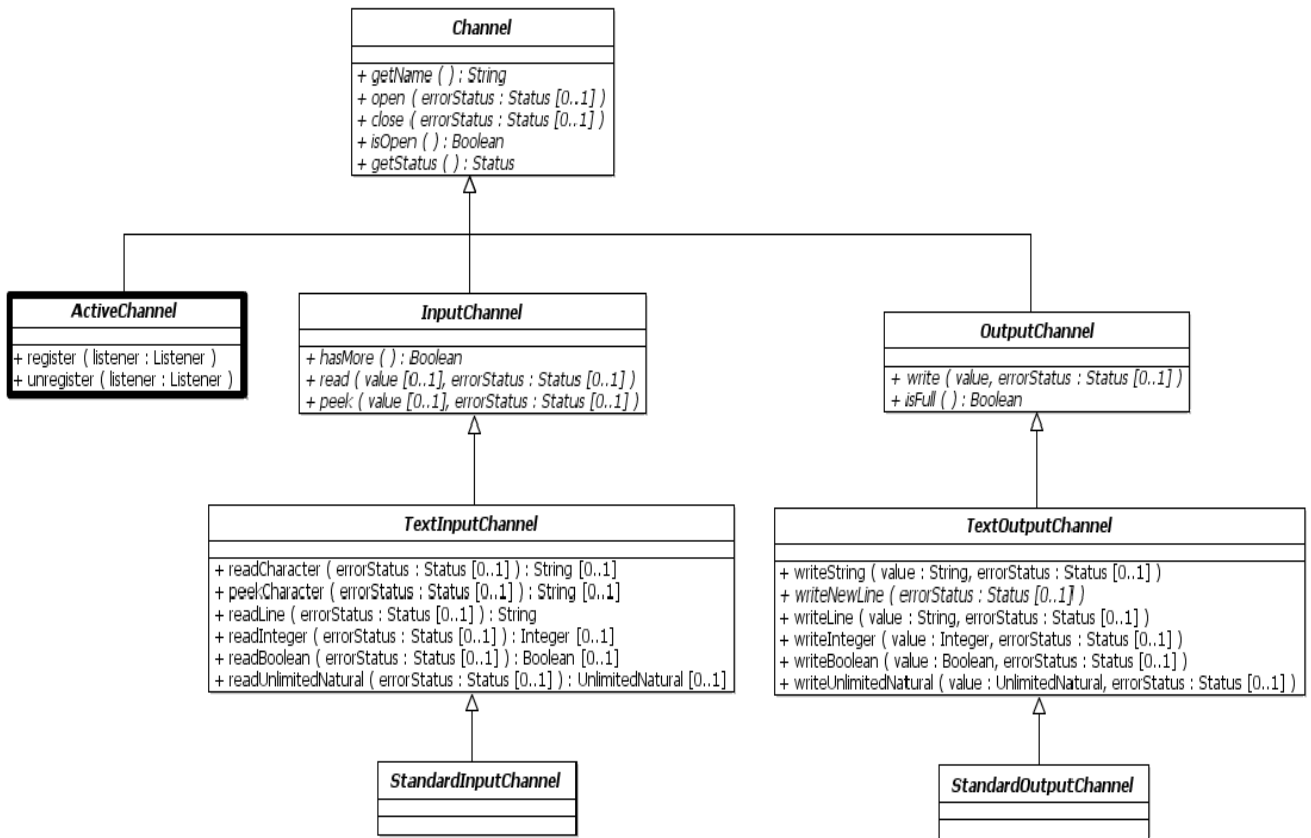 Channel
+ getName ( ) : String
+ open ( errorStatus : Status [0..1] )
+ close ( errorStatus : Status [0..1] )
+ isOpen ( ) : Boolean
+ getStatus ( ) : Status
ActiveChannel
+ register ( listener : Listener )
+ unregister ( listener : Listener )
InputChannel
+ hasMore ( ) : Boolean
+ read ( value [0..1], errorStatus : Status [0..1] )
+ peek ( value [0..1], errorStatus : Status [0..1] )
OutputChannel
+ write ( value, errorStatus : Status [0..1] )
+ isFull ( ) : Boolean
TextInputChannel
+ readCharacter ( errorStatus : Status [0..1] ) : String [0..1]
+ peekCharacter ( errorStatus : Status [0..1] ) : String [0..1]
+ readLine ( errorStatus : Status [0..1] ) : String
+ readInteger ( errorStatus : Status [0..1] ) : Integer [0..1]
+ readBoolean ( errorStatus : Status [0..1] ) : Boolean [0..1]
+ readUnlimitedNatural ( errorStatus : Status [0..1] ) : UnlimitedNatural [0..1]
TextOutputChannel
+ writeString ( value : String, errorStatus : Status [0..1] )
+ writeNewLine ( errorStatus : Status [0..1] )
+ writeLine ( value : String, errorStatus : Status [0..1] )
+ writeInteger ( value : Integer, errorStatus : Status [0..1] )
+ writeBoolean ( value : Boolean, errorStatus : Status [0..1] )
+ writeUnlimitedNatural ( value : UnlimitedNatural, errorStatus : Status [0..1] )
StandardInputChannel
StandardOutputChannel